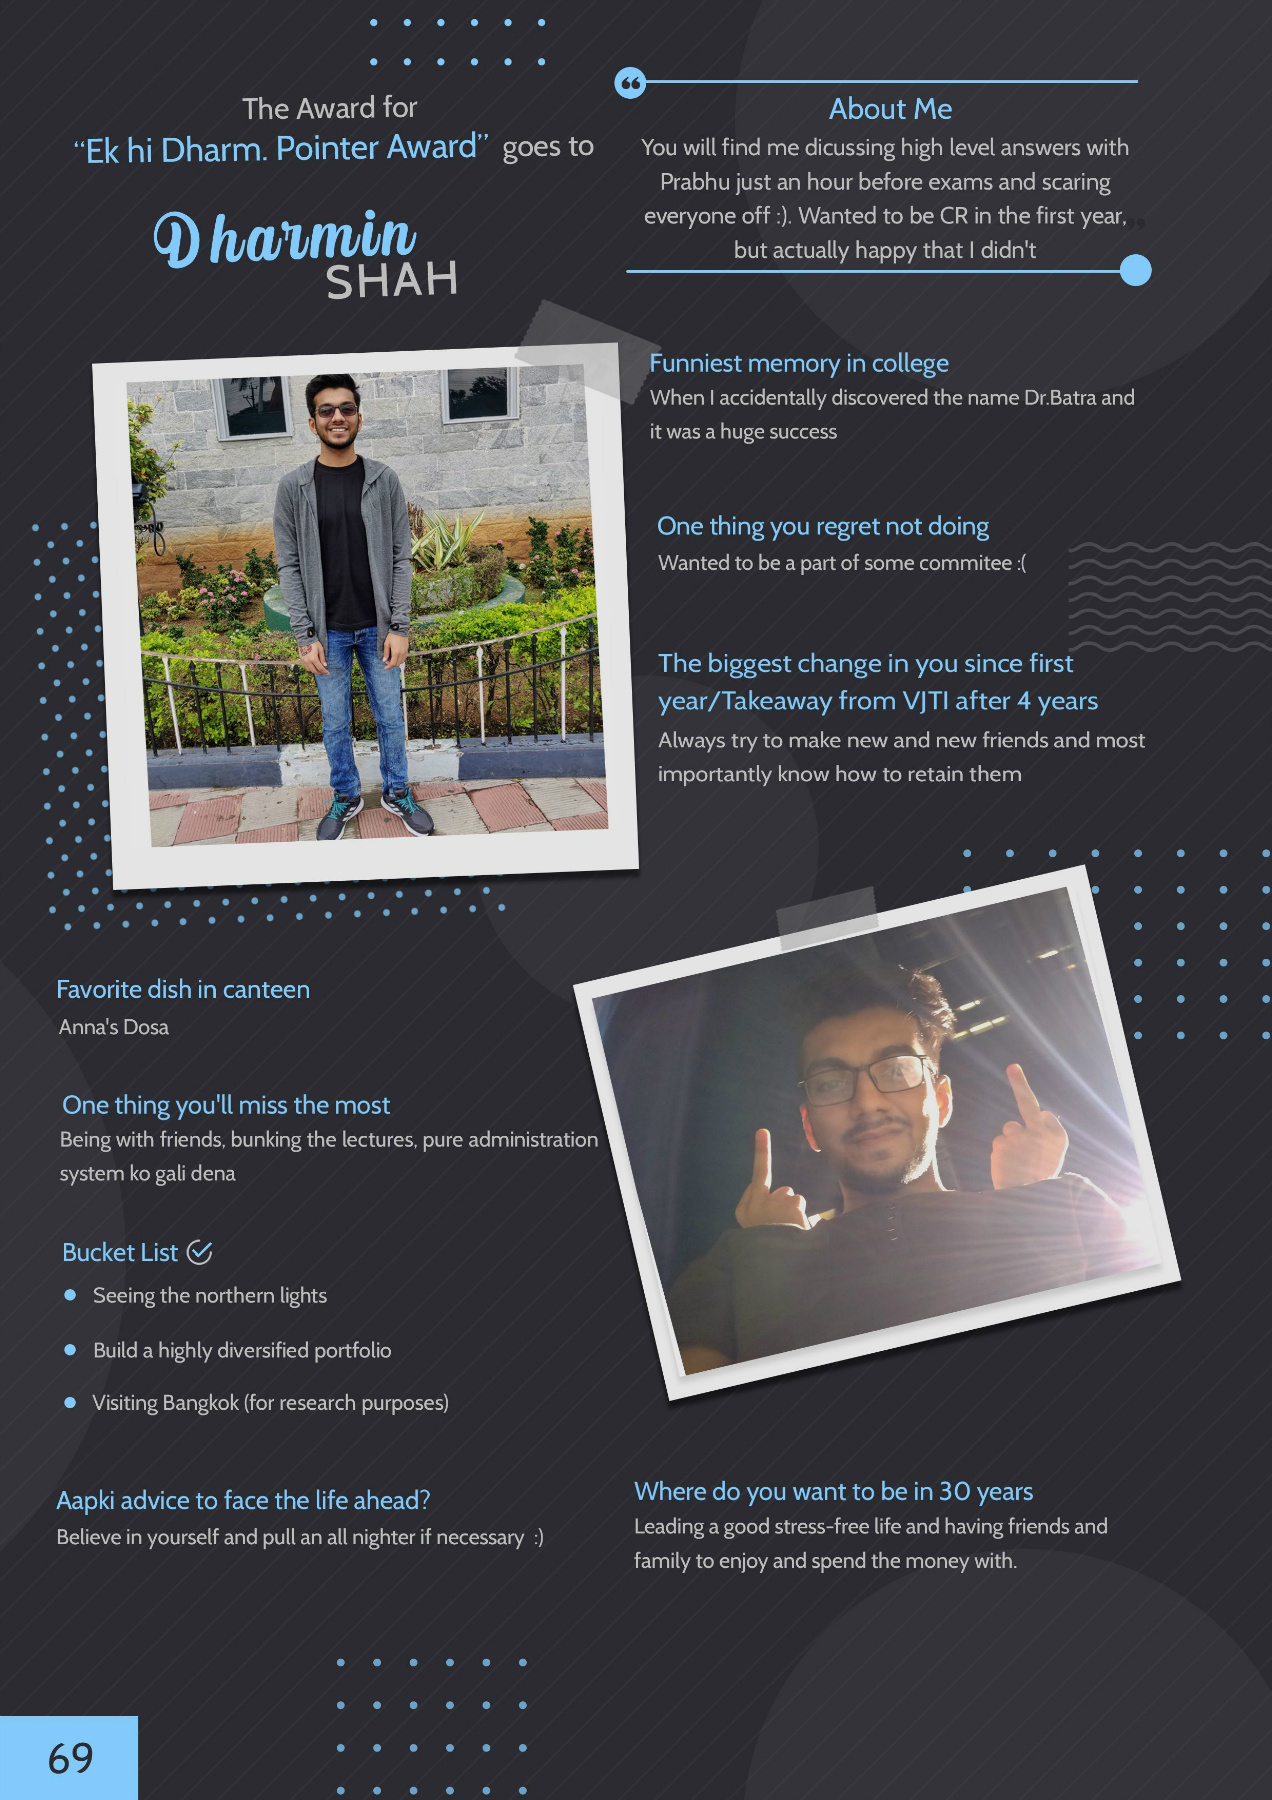 The Award for
“Ek hi Dharm. Pointer Award” goes to
Dharmin
SHAH
About Me
You will find me dicussing high level answers with
Prabhu just an hour before exams and scaring
everyone off :). Wanted to be CR in the first year,
but actually happy that I didn't
Funniest memory in college
When I accidentally discovered the name Dr.Batra and
it was a huge success
One thing you regret not doing
Wanted to be a part of some commitee :(
The biggest change in you since first
year/Takeaway from VJTI after 4 years
Always try to make new and new friends and most
importantly know how to retain them
Favorite dish in canteen
Anna's Dosa
One thing you'll miss the most
Being with friends, bunking the lectures, pure administration
system ko gali dena
Bucket List
Seeing the northern lights
Build a highly diversified portfolio
Visiting Bangkok (for research purposes)
Aapki advice to face the life ahead?
Believe in yourself and pull an all nighter if necessary :)
Where do you want to be in 30 years
Leading a good stress-free life and having friends and
family to enjoy and spend the money with.
69